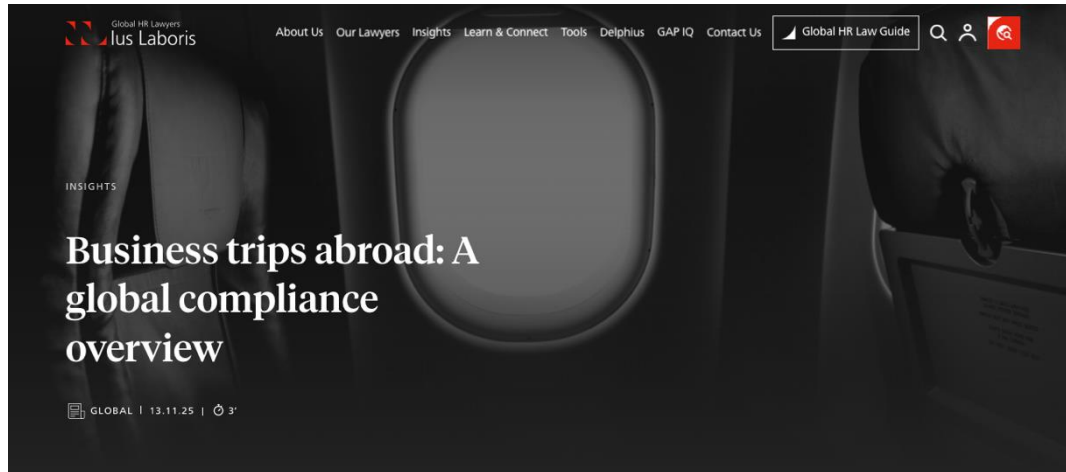 Global HR Lawyers
Ius Laboris
About Us Our Lawyers Insights Learn & Connect Tools Delphius GAP IQ Contact Us Global HR Law Guide
INSIGHTS
Business trips abroad: A
global compliance
overview
GLOBAL | 13.11.25 | 3'